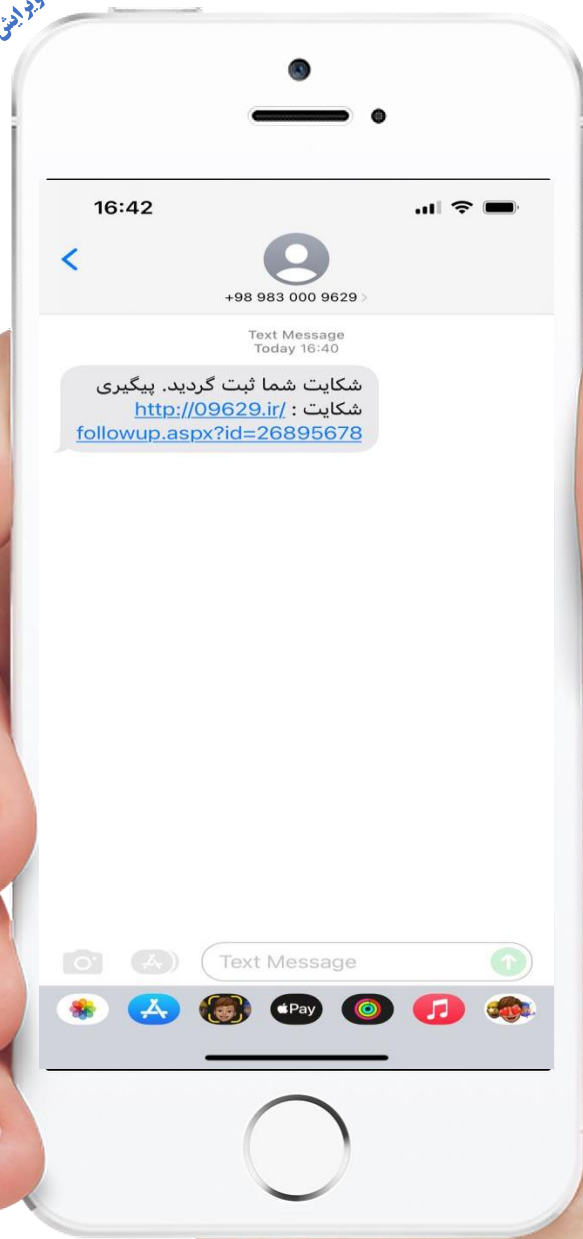 ویرایش
16:42
+98 983 000 9629
Text Message
Today 16:40
شکایت شما ثبت گردید. پیگیری
شکایت : http://09629.ir/
followup.aspx?id=26895678
Text Message
Pay